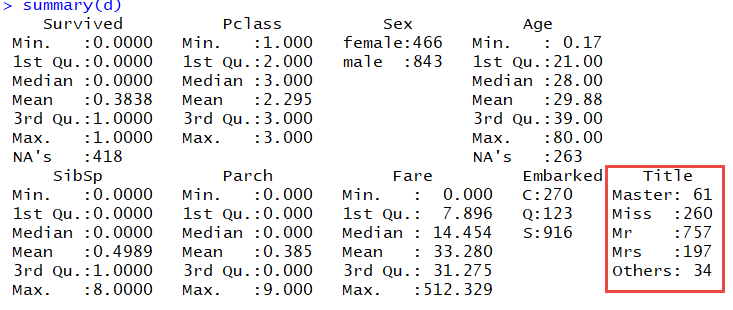 > summary(d)
Survived Pclass Sex Age
Min. :0.0000 Min. :1.000 female:466 Min. : 0.17
1st Qu.:0.0000 1st Qu.:2.000 male :843 1st Qu.:21.00
Median :0.0000 Median :3.000 Median :28.00
Mean :0.3838 Mean :2.295 Mean :29.88
3rd Qu.:1.0000 3rd Qu.:3.000 3rd Qu.:39.00
Max. :1.0000 Max. :3.000 Max. :80.00
NA's :418 NA's :263
SibSp Parch Fare Embarked Title
Min. :0.0000 Min. :0.000 Min. : 0.000 C:270 Master: 61
1st Qu.:0.0000 1st Qu.:0.000 1st Qu.: 7.896 Q:123 Miss :260
Median :0.0000 Median :0.000 Median : 14.454 S:916 Mr :757
Mean :0.4989 Mean :0.385 Mean : 33.280 Mrs :197
3rd Qu.:1.0000 3rd Qu.:0.000 3rd Qu.: 31.275 Others: 34
Max. :8.0000 Max. :9.000 Max. :512.329